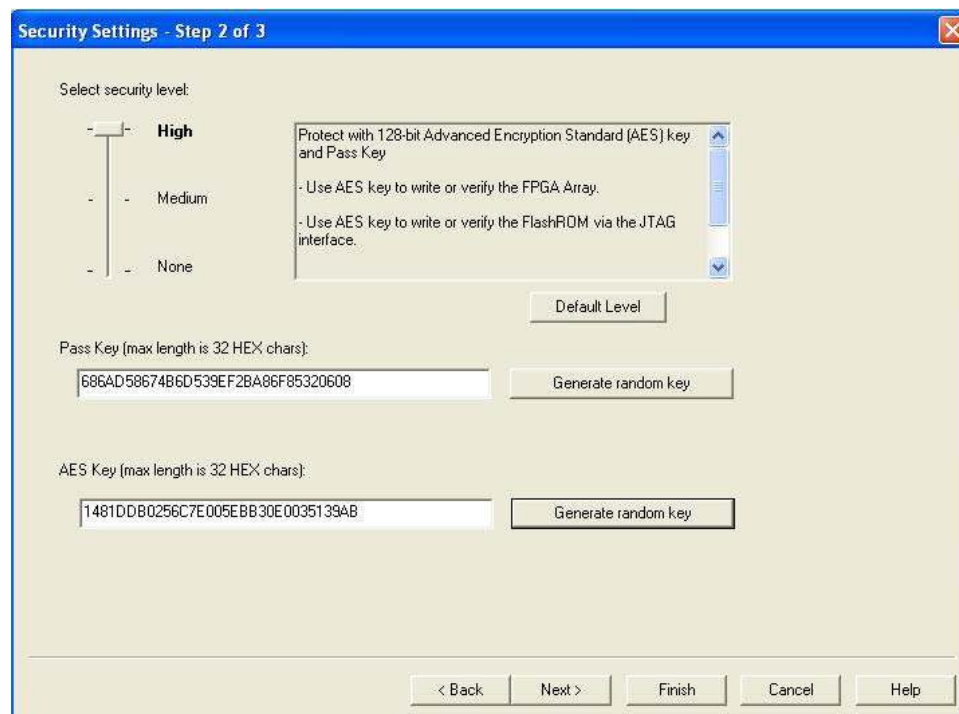 Security Settings - Step 2 of 3
Select security level:
High
Medium
None
Protect with 128-bit Advanced Encryption Standard (AES) key
and Pass Key
- Use AES key to write or verify the FPGA Array.
- Use AES key to write or verify the FlashROM via the JTAG
interface.
Default Level
Pass Key (max length is 32 HEX chars):
686AD58674B6D539EF2BA86F85320608
Generate random key
AES Key (max length is 32 HEX chars):
1481DDB0256C7E005EBB30E0035139AB
Generate random key
< Back
Next >
Finish
Cancel
Help